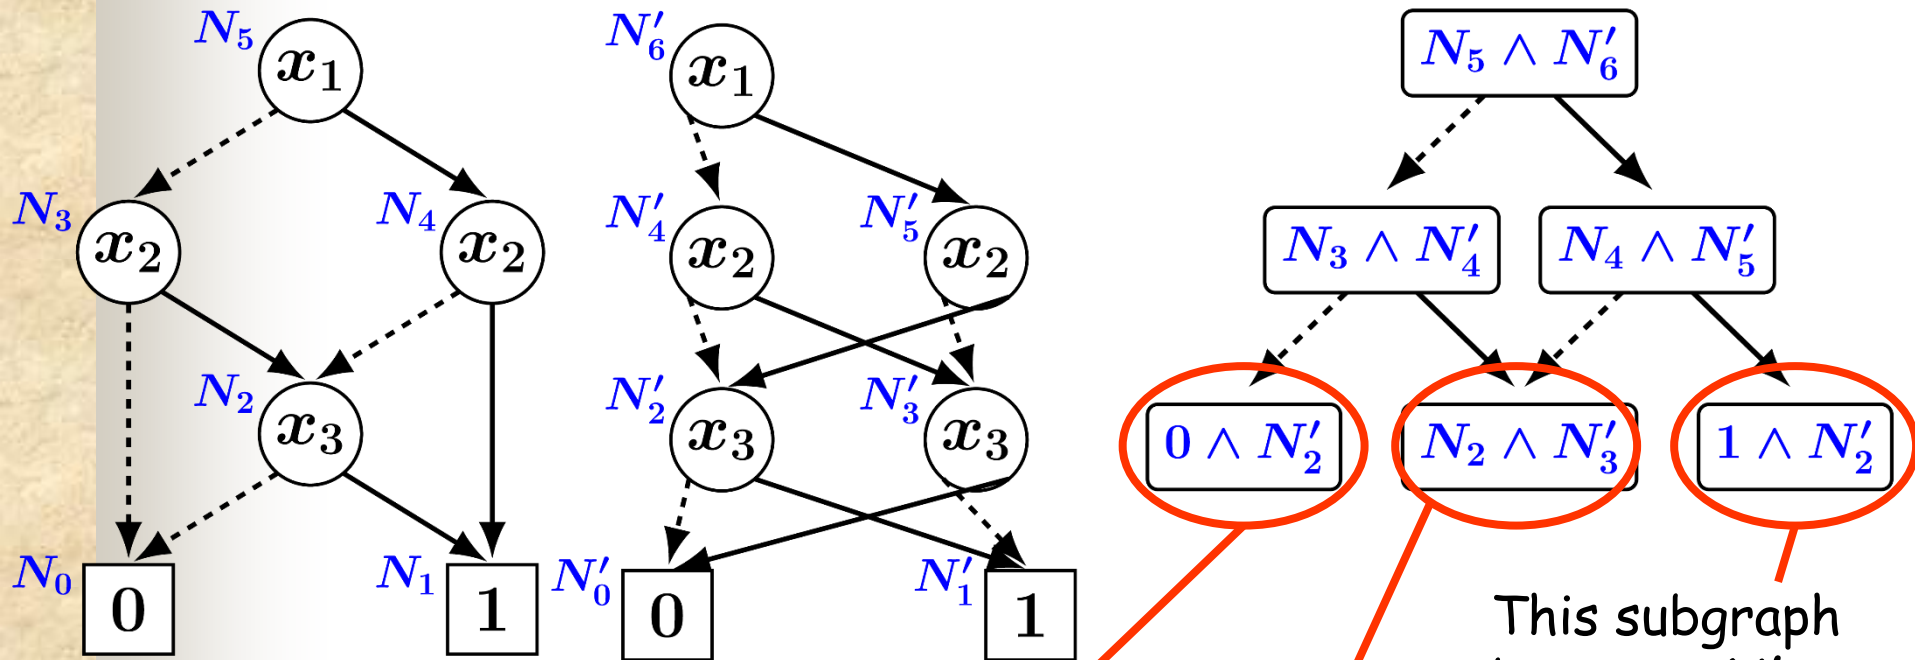 N₅
x₁
N₃
x₂
N₄
x₂
N₂
x₃
N₀
0
N₁
1
N′₆
x₁
N′₄
x₂
N′₅
x₂
N′₂
x₃
N′₃
x₃
N′₀
0
N′₁
1
N₅ ∧ N′₆
N₃ ∧ N′₄
N₄ ∧ N′₅
0 ∧ N′₂
N₂ ∧ N′₃
1 ∧ N′₂
This subgraph